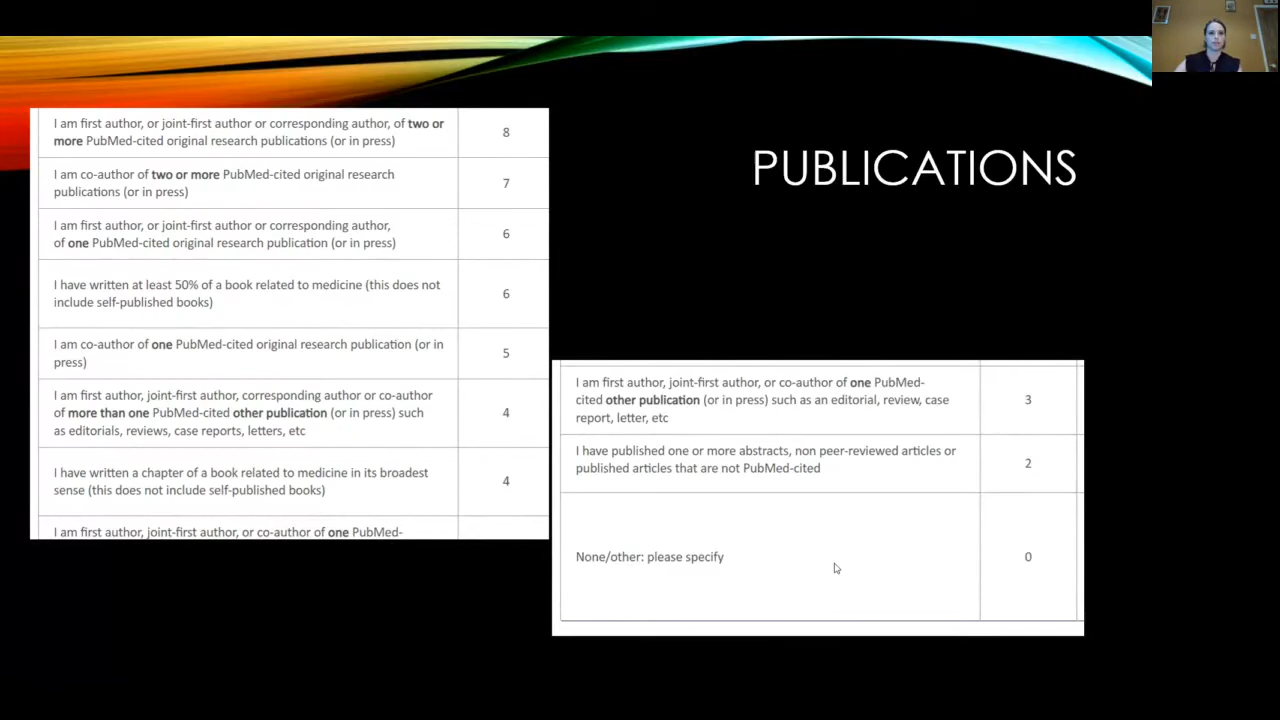 PUBLICATIONS
I am first author, or joint-first author or corresponding author, of two or
more PubMed-cited original research publications (or in press)
8
I am co-author of two or more PubMed-cited original research
publications (or in press)
7
I am first author, or joint-first author or corresponding author,
of one PubMed-cited original research publication (or in press)
6
I have written at least 50% of a book related to medicine (this does not
include self-published books)
6
I am co-author of one PubMed-cited original research publication (or in
press)
5
I am first author, joint-first author, corresponding author or co-author
of more than one PubMed-cited other publication (or in press) such
as editorials, reviews, case reports, letters, etc
4
I have written a chapter of a book related to medicine in its broadest
sense (this does not include self-published books)
4
I am first author, joint-first author, or co-author of one PubMed-
I am first author, joint-first author, or co-author of one PubMed-
cited other publication (or in press) such as an editorial, review, case
report, letter, etc
3
I have published one or more abstracts, non peer-reviewed articles or
published articles that are not PubMed-cited
2
None/other: please specify
0